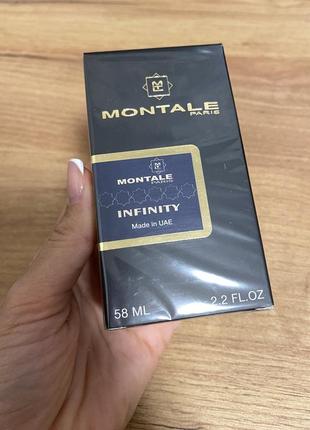 MONTALE
PARIS
MONTALE
PARIS
INFINITY
Made in UAE
58 ML
2.2 FL.OZ